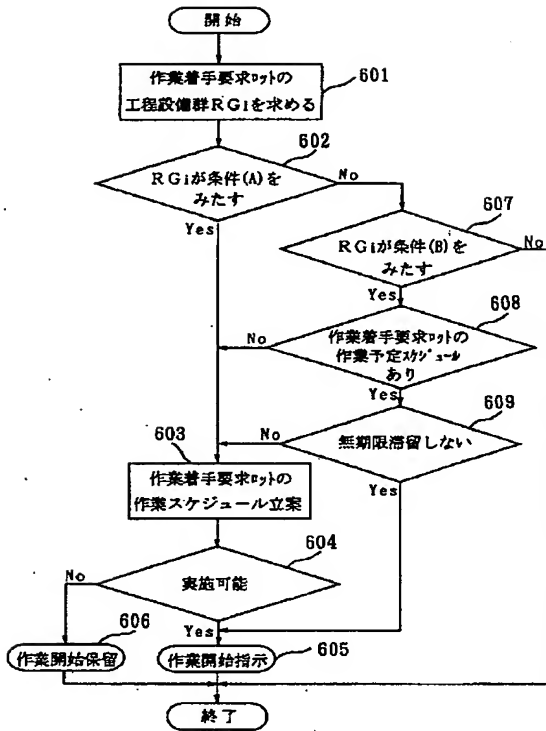 開始
作業着手要求ロットの
工程設備群RGiを求める
601
602
RGiが条件(A)を
みたす
No
Yes
607
RGiが条件(B)を
みたす
No
Yes
608
作業着手要求ロットの
作業予定スケジュール
あり
No
Yes
609
無期限滞留しない
No
Yes
603
作業着手要求ロットの
作業スケジュール立案
604
実施可能
No
Yes
606
作業開始保留
作業開始指示
605
終了